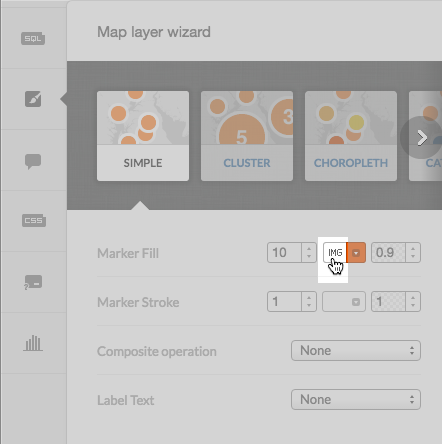 SQL
Map layer wizard
5
3
SIMPLE
CLUSTER
CHOROPLETH
CA
CSS
Marker Fill
10
IMG
0.9
Marker Stroke
1
1
Composite operation
None
?
Label Text
None